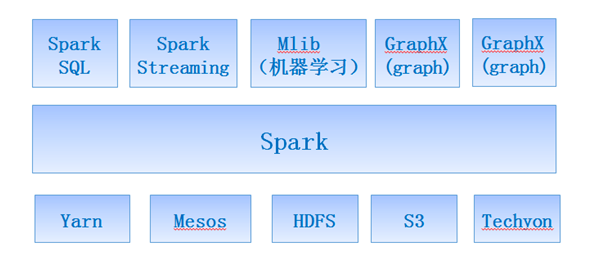 Spark
SQL
Spark
Streaming
Mlib
(机器学习)
GraphX
(graph)
GraphX
(graph)
Spark
Yarn
Mesos
HDFS
S3
Techyon